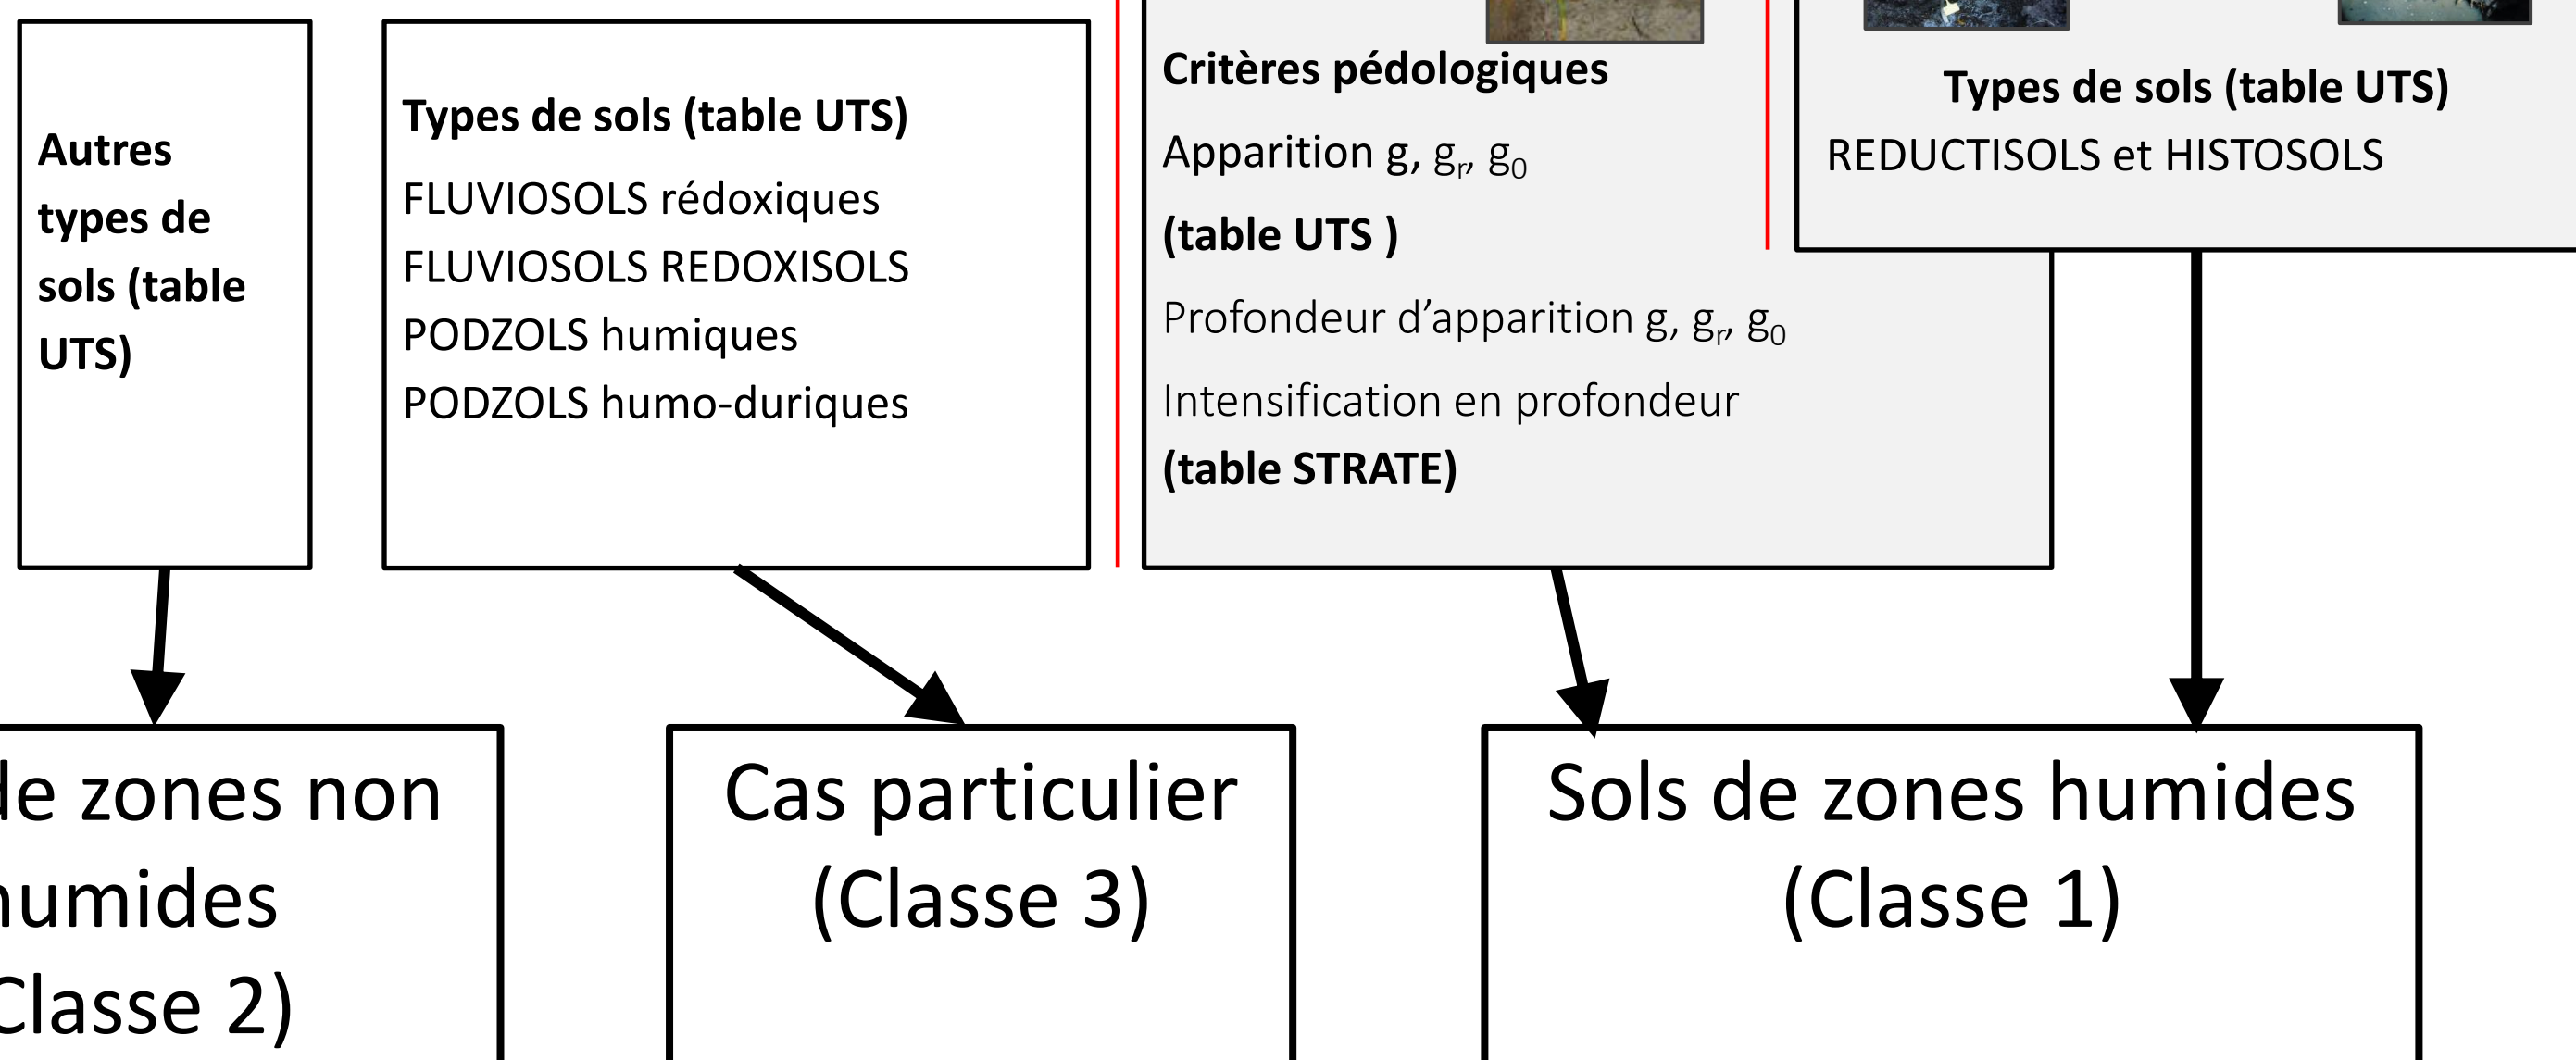 Autres
types de
sols (table
UTS)
Types de sols (table UTS)
FLUVIOSOLS rédoxiques
FLUVIOSOLS REDOXISOLS
PODZOLS humiques
PODZOLS humo-duriques
Critères pédologiques
Apparition g, gr, g0
(table UTS )
Profondeur d’apparition g, gr, g0
Intensification en profondeur
(table STRATE)
Types de sols (table UTS)
REDUCTISOLS et HISTOSOLS
de zones non
humides
Classe 2)
Cas particulier
(Classe 3)
Sols de zones humides
(Classe 1)